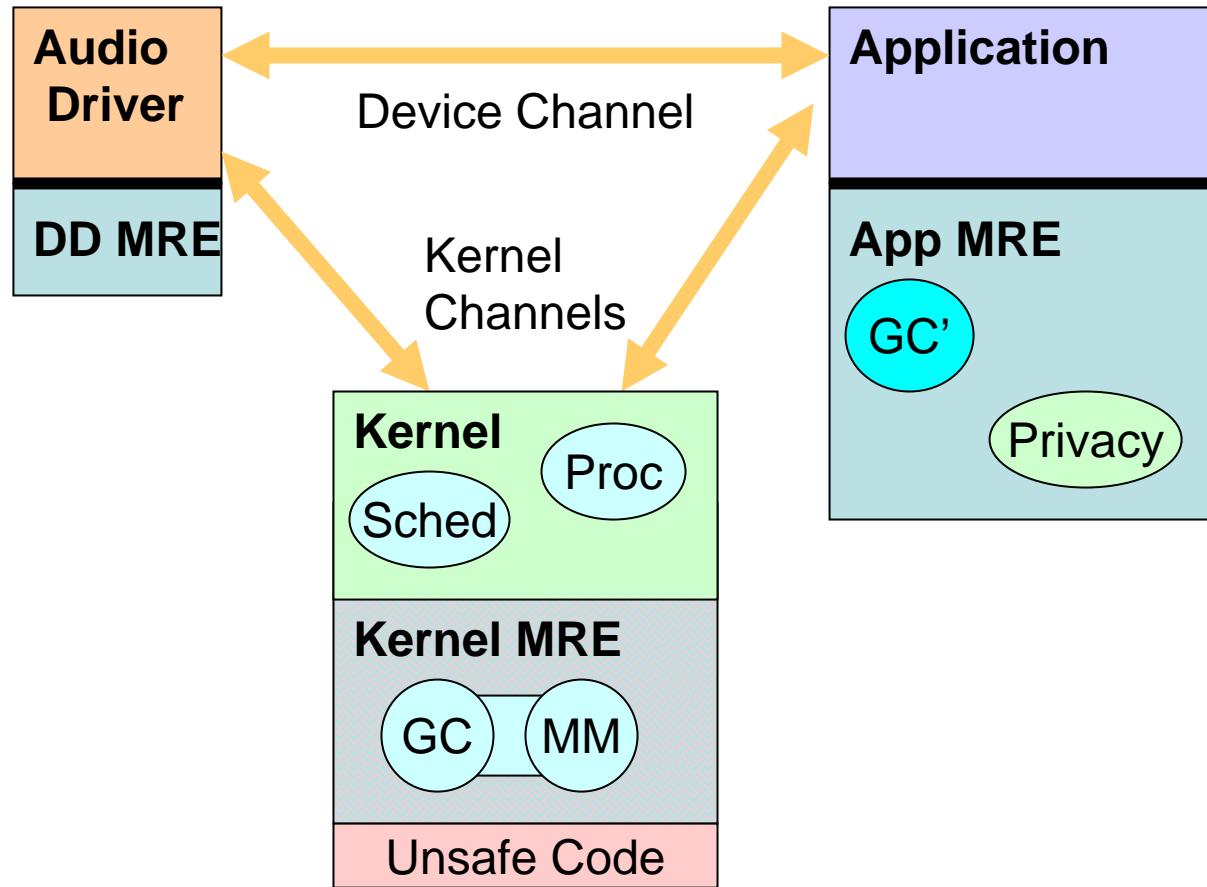 Audio
Driver
Device Channel
Application
DD MRE
Kernel
Channels
App MRE
GC’
Privacy
Kernel
Proc
Sched
Kernel MRE
GC
MM
Unsafe Code